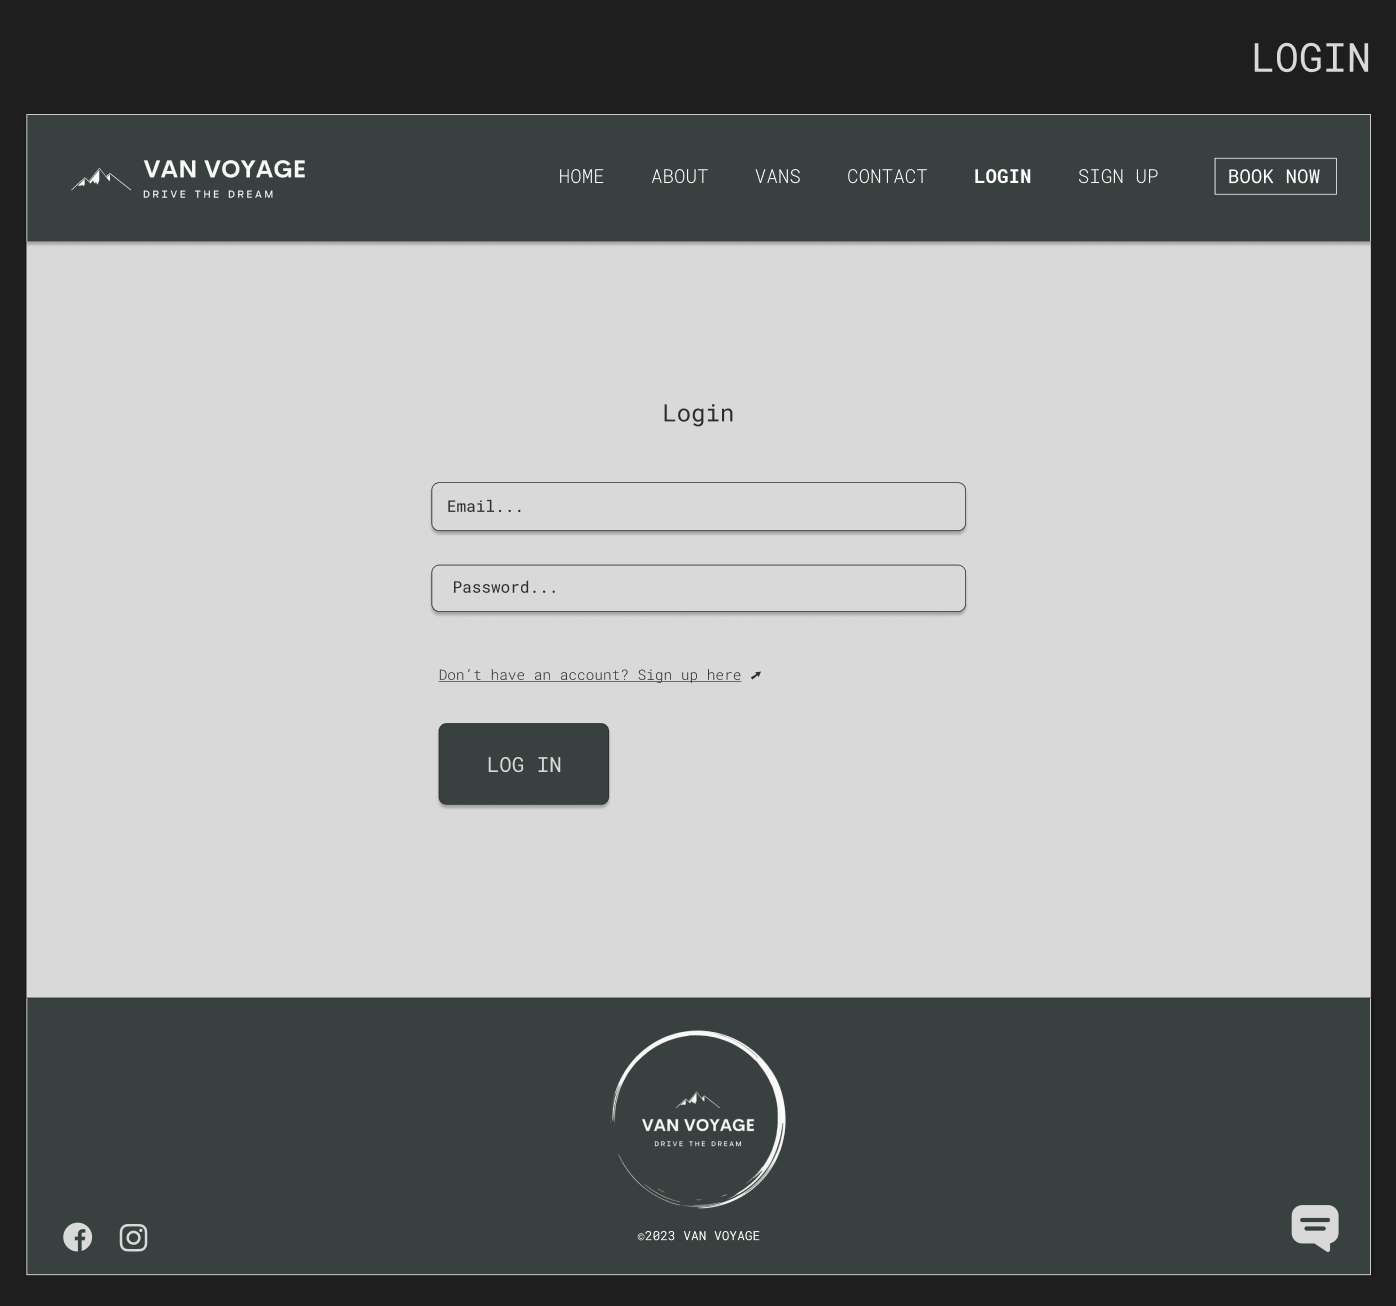 LOGIN
VAN VOYAGE
DRIVE THE DREAM
HOME ABOUT VANS CONTACT LOGIN SIGN UP BOOK NOW
Login
Email...
Password...
Don’t have an account? Sign up here ➚
LOG IN
VAN VOYAGE
DRIVE THE DREAM
©2023 VAN VOYAGE